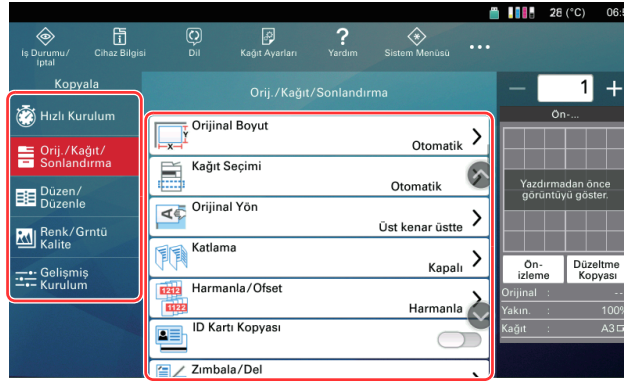 28 (°C) 06:5
İş Durumu/
İptal
Cihaz Bilgisi
Dil
Kağıt Ayarları
Yardım
Sistem Menüsü
Kopyala
Hızlı Kurulum
Orij./Kağıt/
Sonlandırma
Düzen/
Düzenle
Renk/Grntü
Kalite
Gelişmiş
Kurulum
Orij./Kağıt/Sonlandırma
Orijinal Boyut
Otomatik
Kağıt Seçimi
Otomatik
Orijinal Yön
Üst kenar üstte
Katlama
Kapalı
Harmanla/Ofset
Harmanla
ID Kartı Kopyası
Zımbala/Del
1
Ön-...
Yazdırmadan önce
görüntüyü göster.
Ön-
izleme
Düzeltme
Kopyası
Orijinal : --
Yakın. : 100%
Kağıt : A3